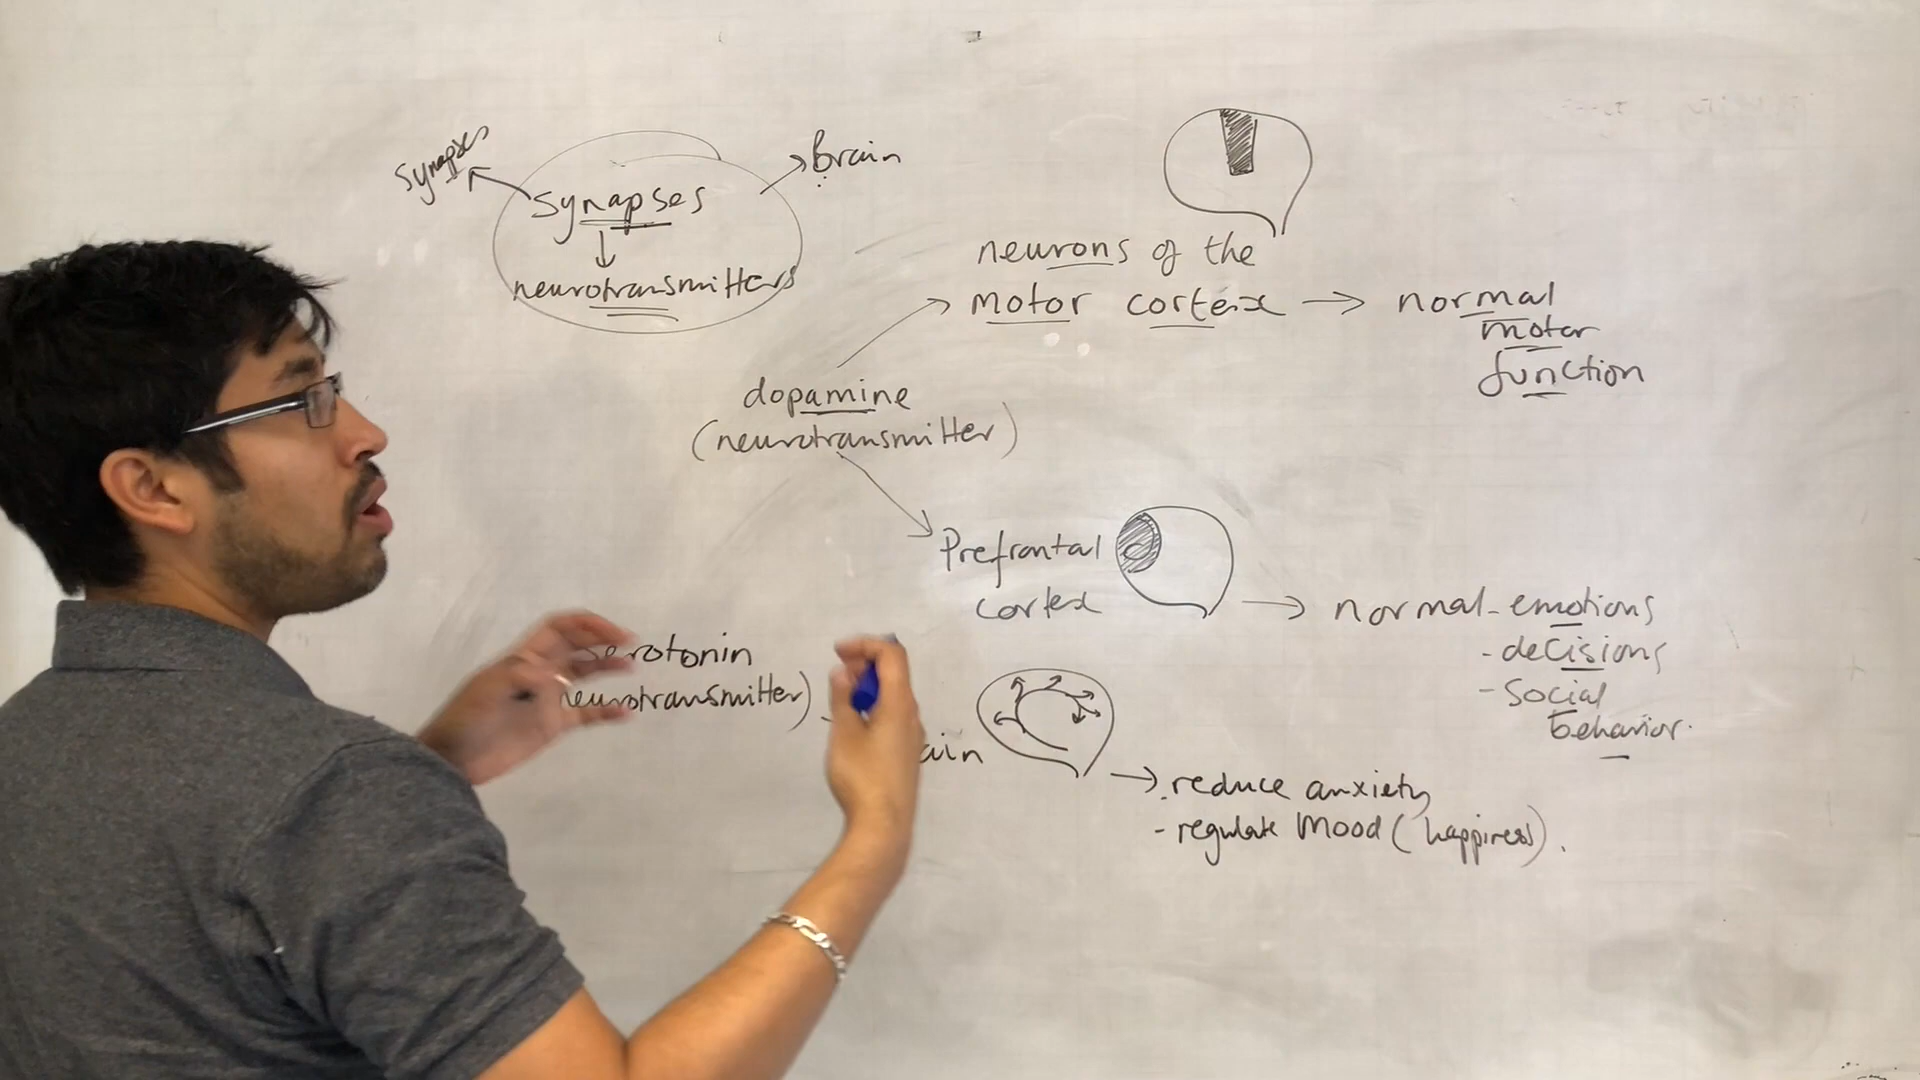 synapses
synapses
neurotransmitters
brain
neurons of the
motor cortex
normal
motor
function
dopamine
(neurotransmitter)
Prefrontal
cortex
normal - emotions
- decisions
- social
behavior.
serotonin
neurotransmitter)
reduce anxiety
- regulate mood (happiness).